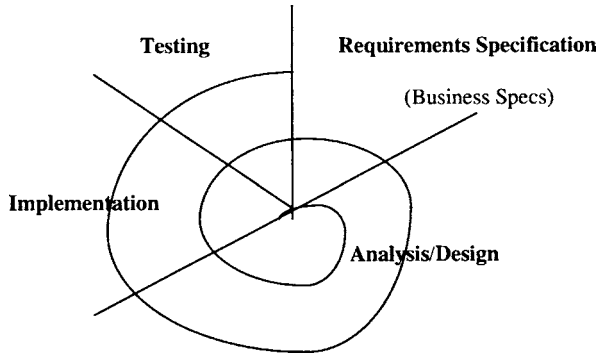 Testing
Requirements Specification
(Business Specs)
Implementation
Analysis/Design